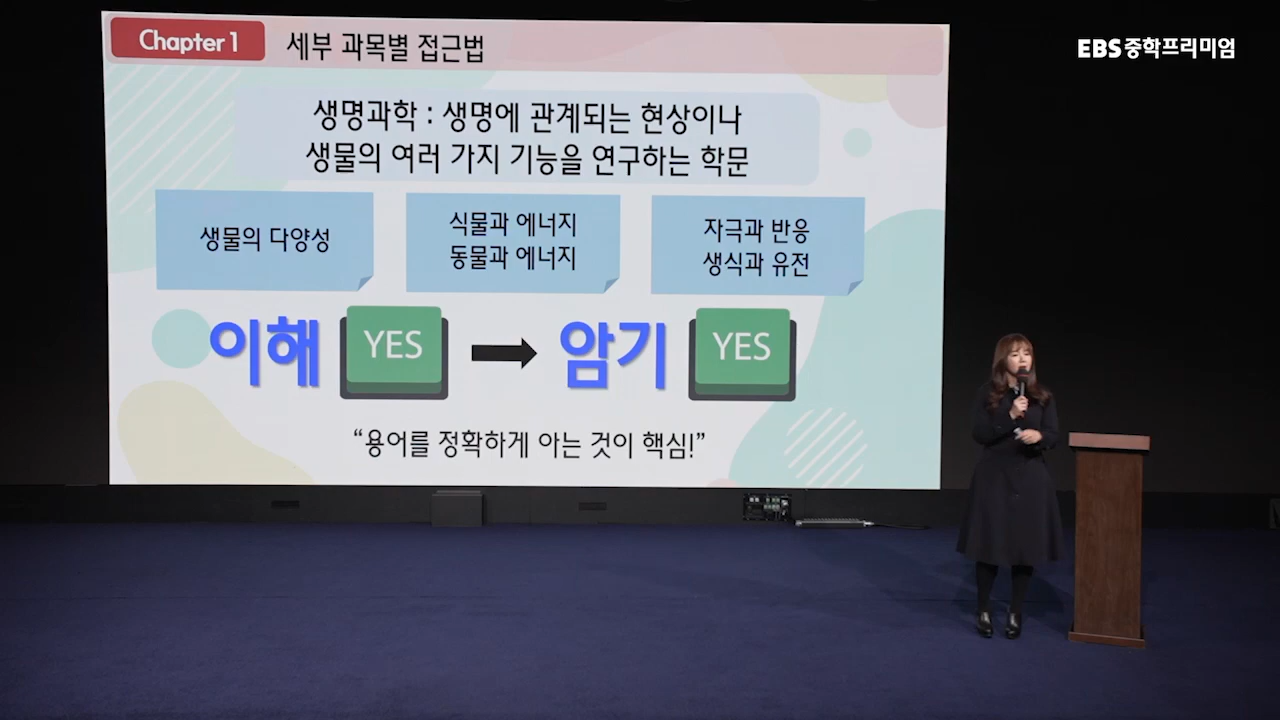 Chapter 1
세부 과목별 접근법
EBS중학프리미엄
생명과학 : 생명에 관계되는 현상이나
생물의 여러 가지 기능을 연구하는 학문
생물의 다양성
식물과 에너지
동물과 에너지
자극과 반응
생식과 유전
이해 YES → 암기 YES
“용어를 정확하게 아는 것이 핵심!”